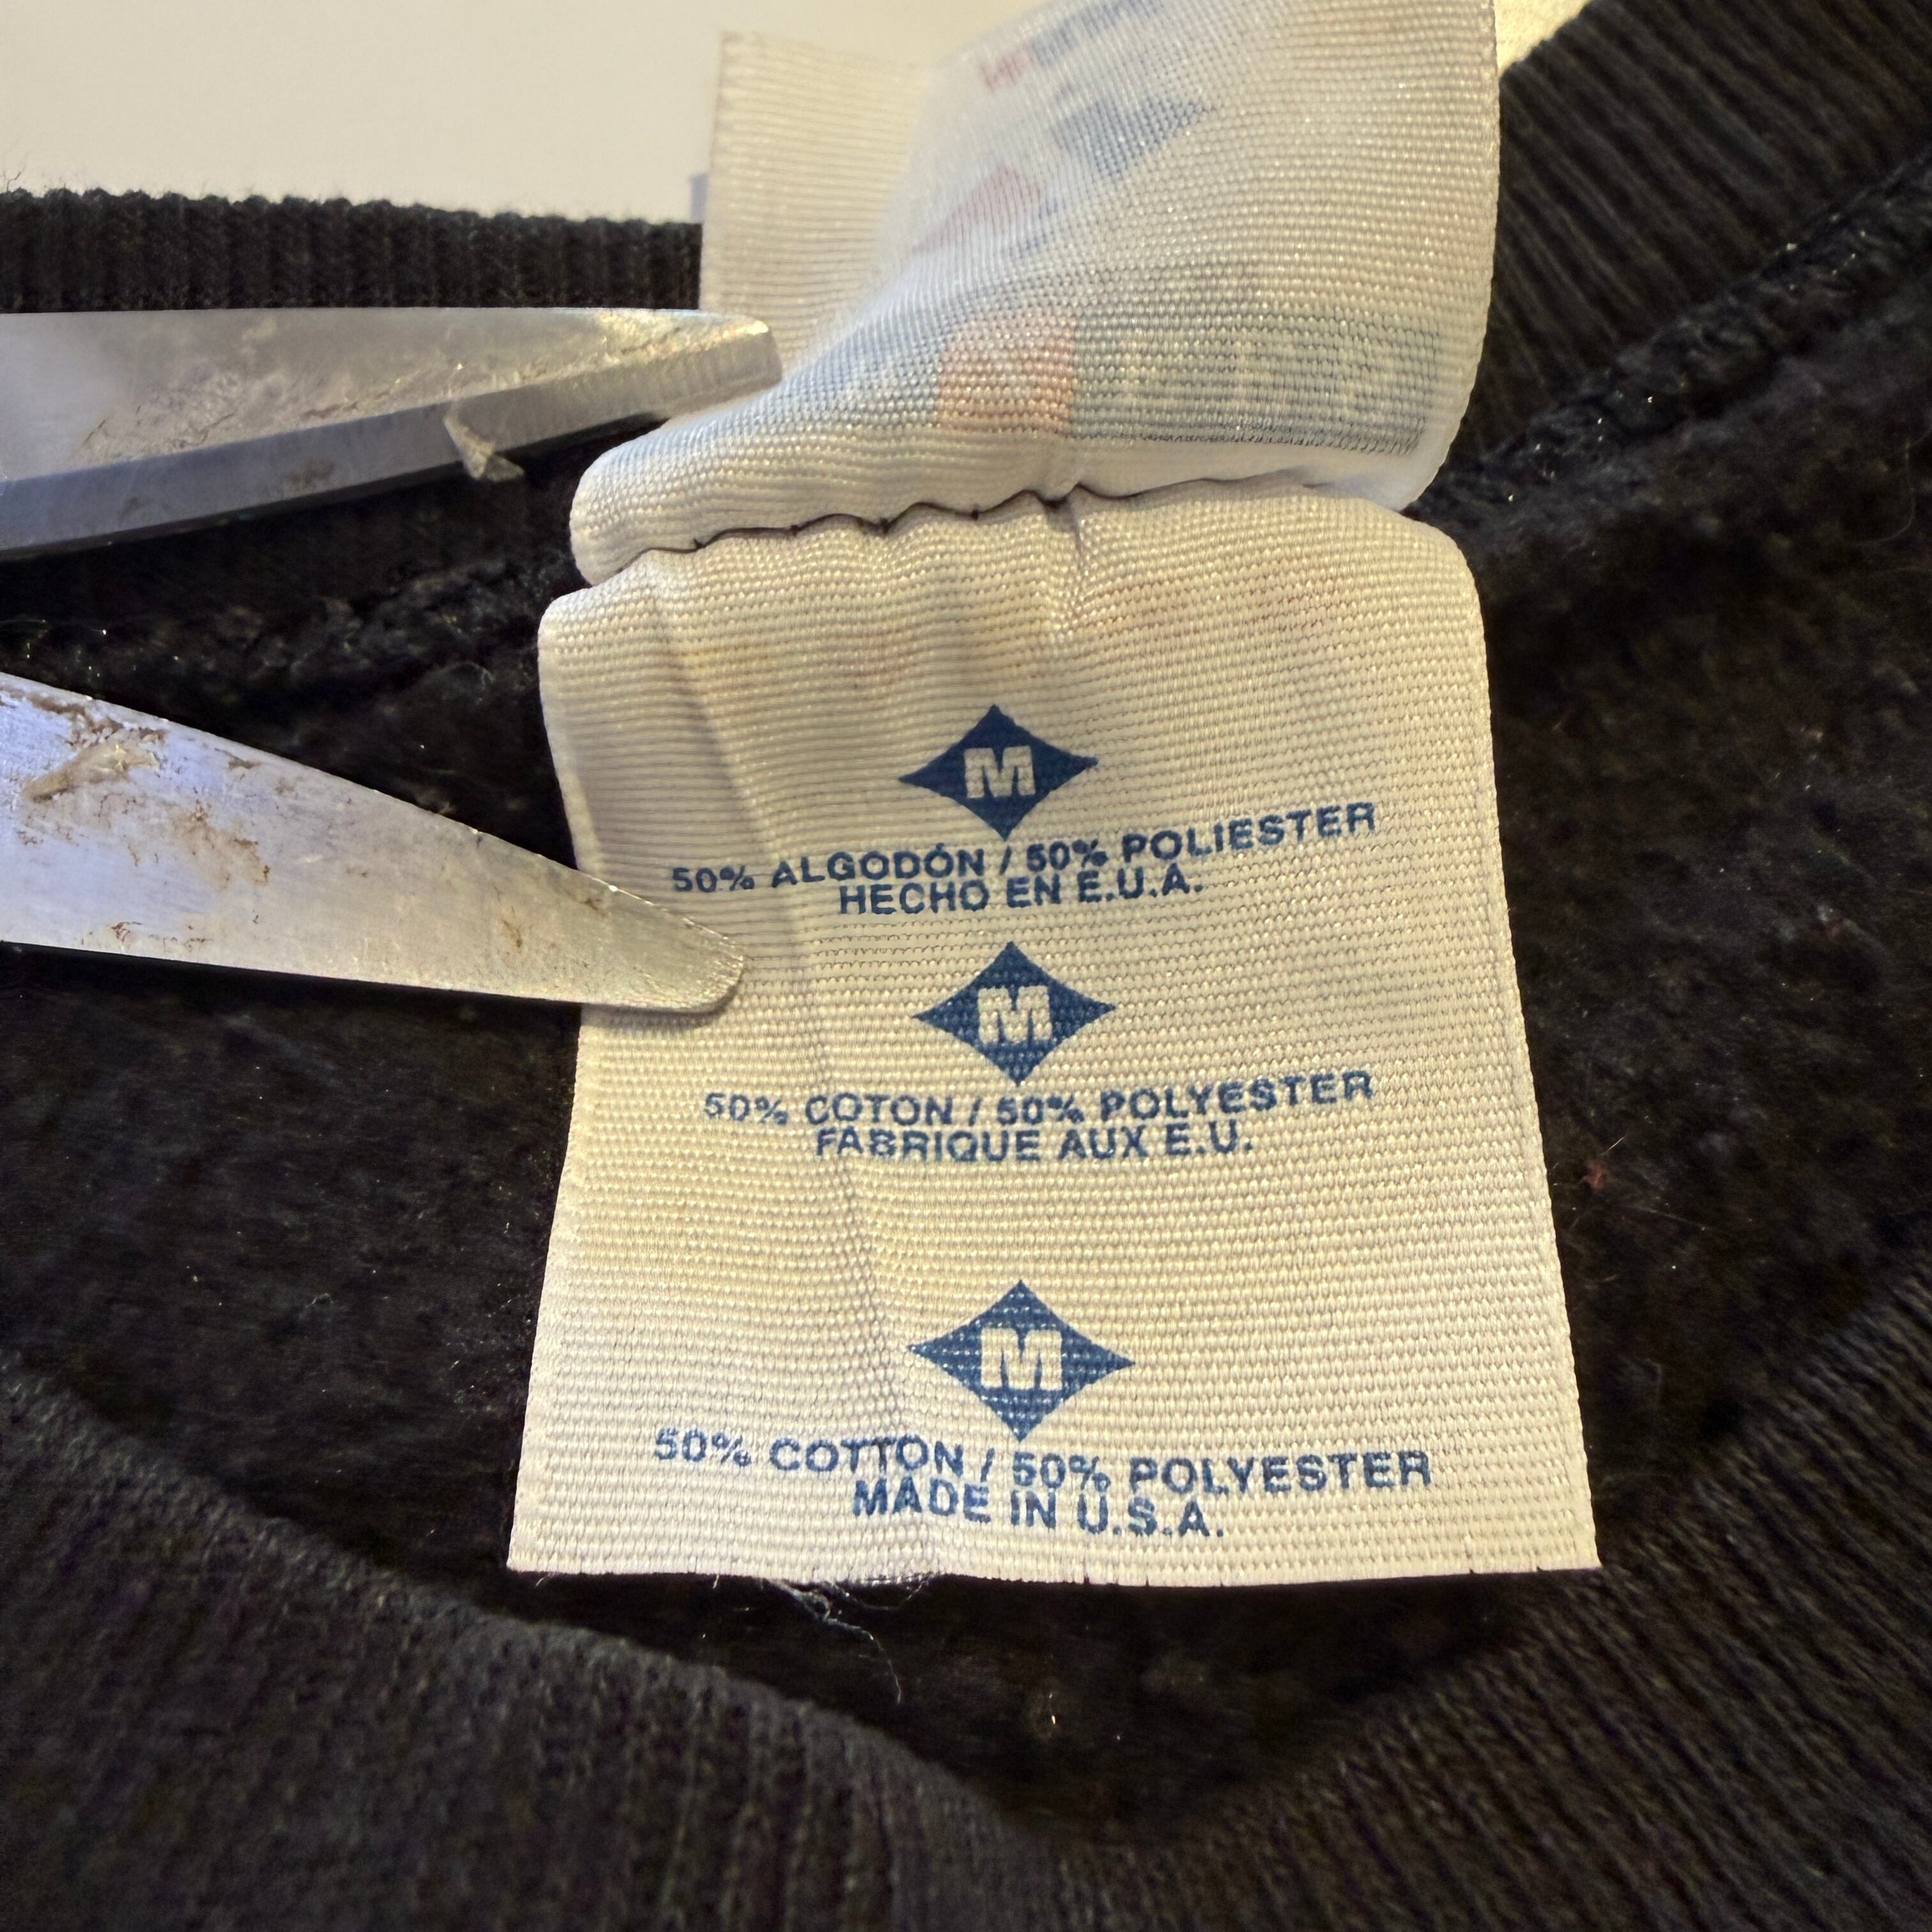 M
50% ALGODÓN / 50% POLIESTER
HECHO EN E.U.A.
M
50% COTON / 50% POLYESTER
FABRIQUE AUX E.U.
M
50% COTTON / 50% POLYESTER
MADE IN U.S.A.